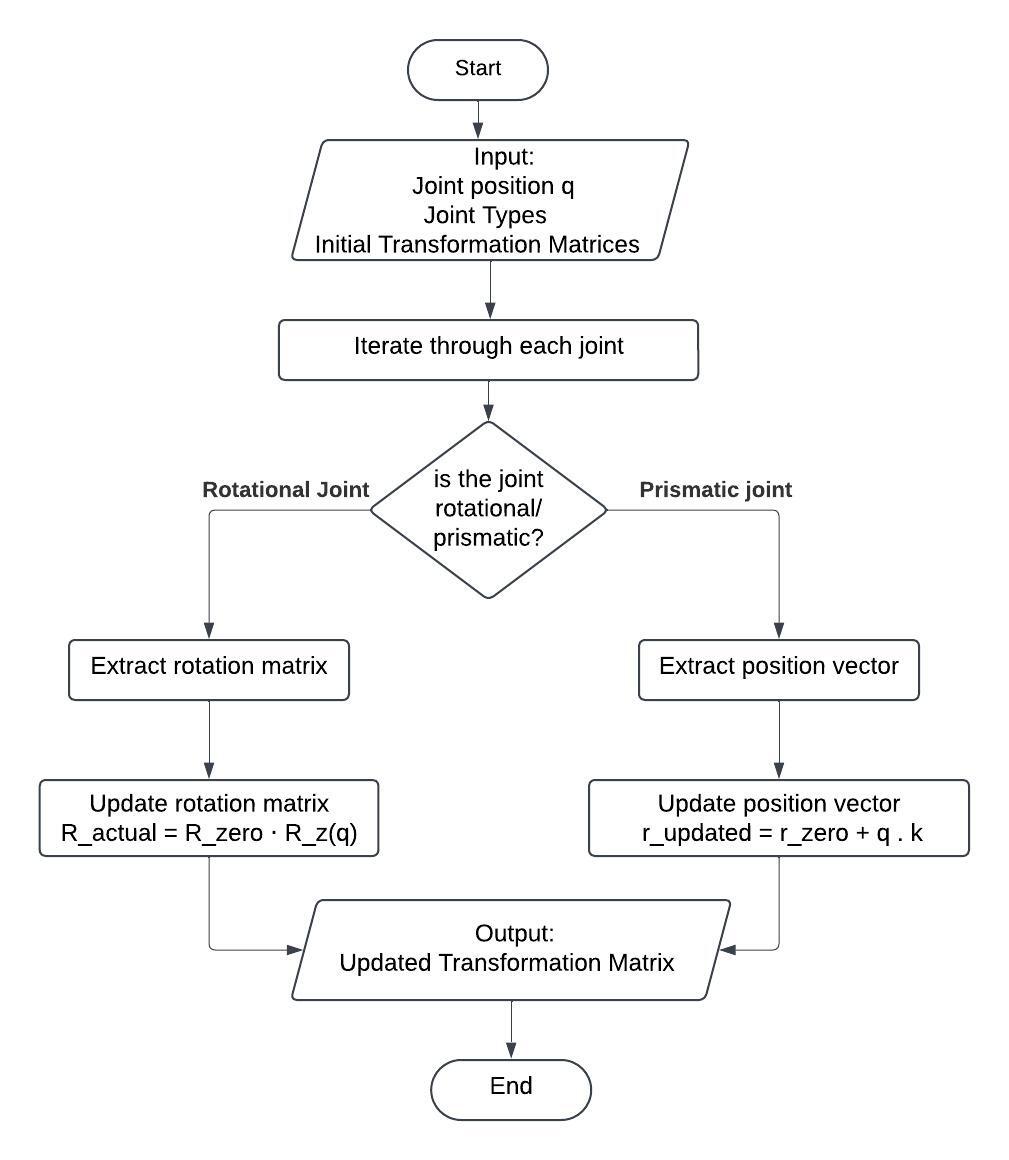 Start
Input:
Joint position q
Joint Types
Initial Transformation Matrices
Iterate through each joint
is the joint
rotational/
prismatic?
Rotational Joint
Prismatic joint
Extract rotation matrix
Extract position vector
Update rotation matrix
R_actual = R_zero · R_z(q)
Update position vector
r_updated = r_zero + q . k
Output:
Updated Transformation Matrix
End